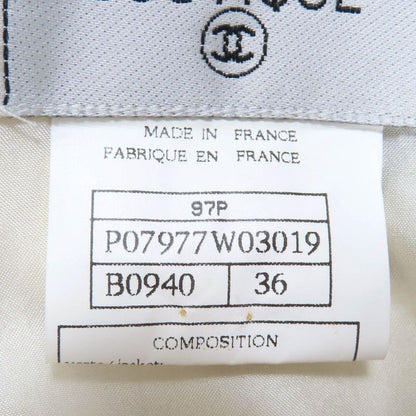 MADE IN FRANCE
FABRIQUE EN FRANCE
97P
P07977W03019
B0940 36
COMPOSITION